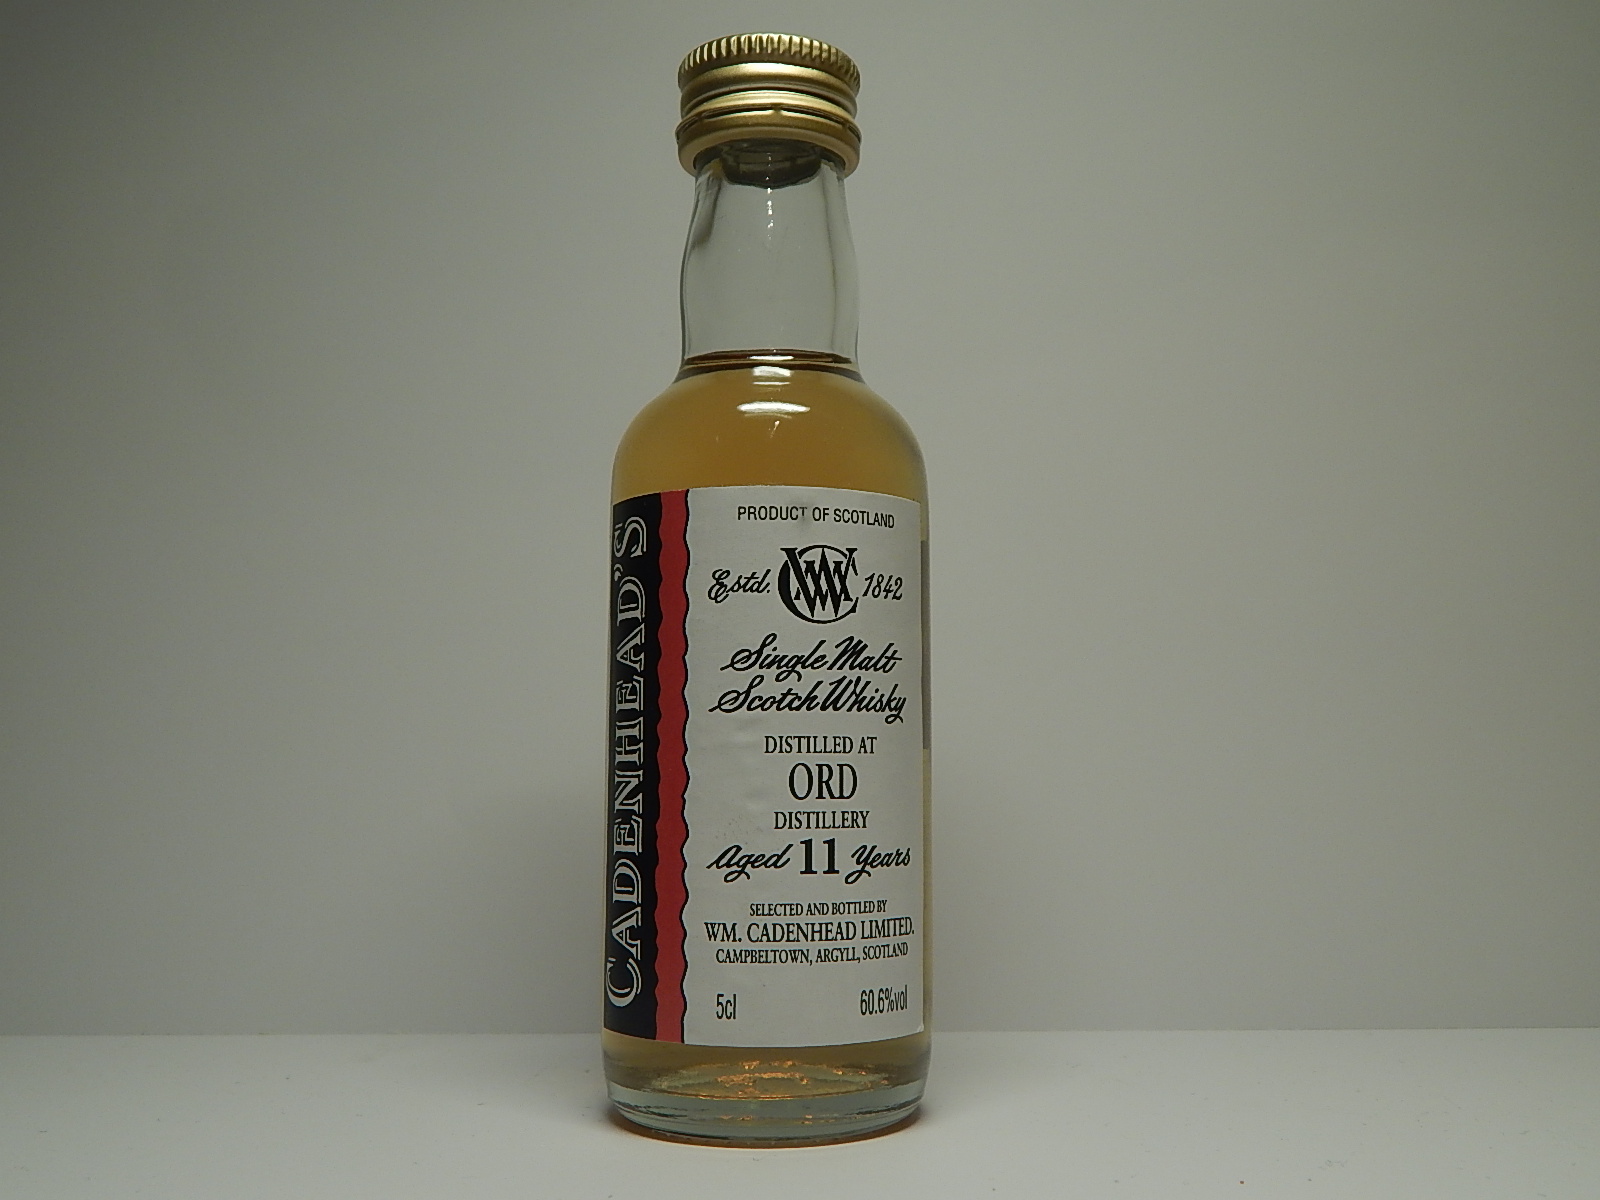 CADENHEAD'S
PRODUCT OF SCOTLAND
Estd. WC 1842
Single Malt
Scotch Whisky
DISTILLED AT
ORD
DISTILLERY
Aged 11 Years
SELECTED AND BOTTLED BY
WM. CADENHEAD LIMITED.
CAMPBELTOWN, ARGYLL, SCOTLAND
5cl 60.6%vol